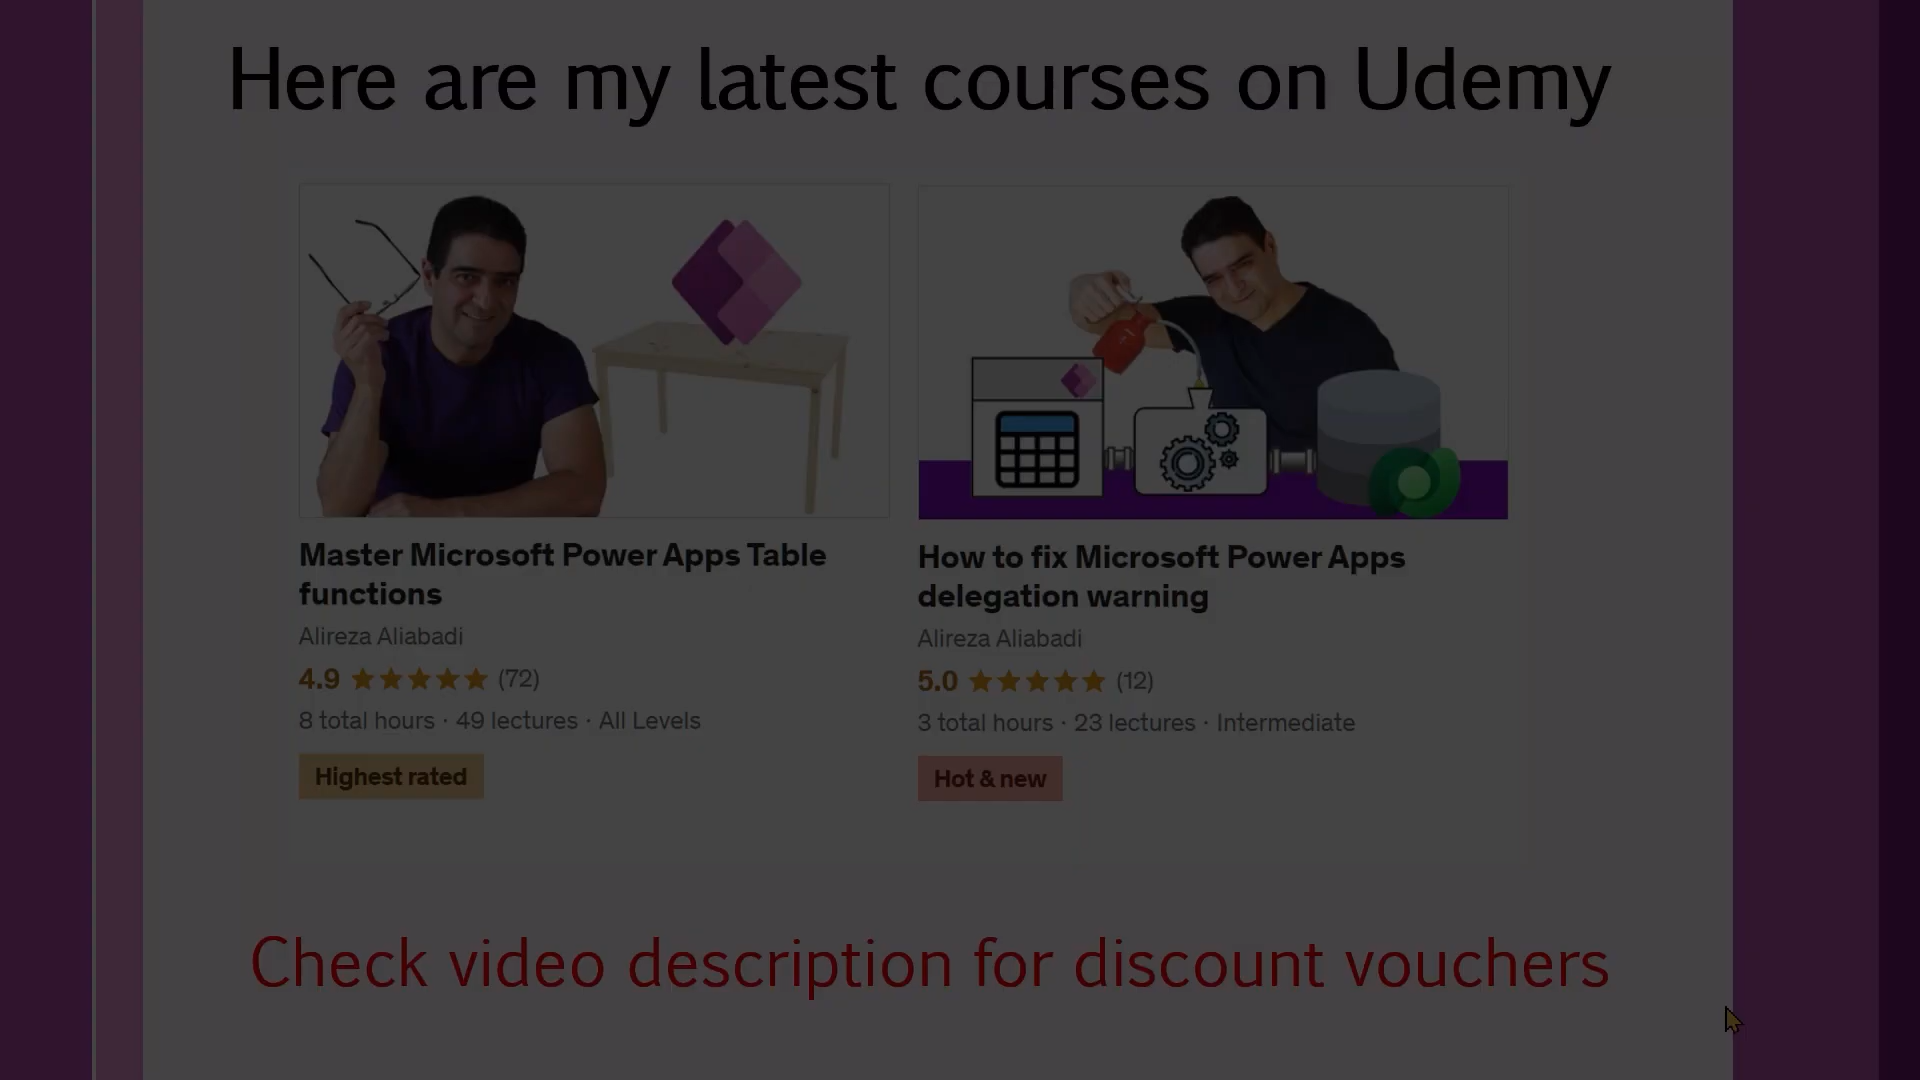 Here are my latest courses on Udemy
Master Microsoft Power Apps Table
functions
Alireza Aliabadi
4.9 ★★★★★ (72)
8 total hours · 49 lectures · All Levels
Highest rated
How to fix Microsoft Power Apps
delegation warning
Alireza Aliabadi
5.0 ★★★★★ (12)
3 total hours · 23 lectures · Intermediate
Hot & new
Check video description for discount vouchers